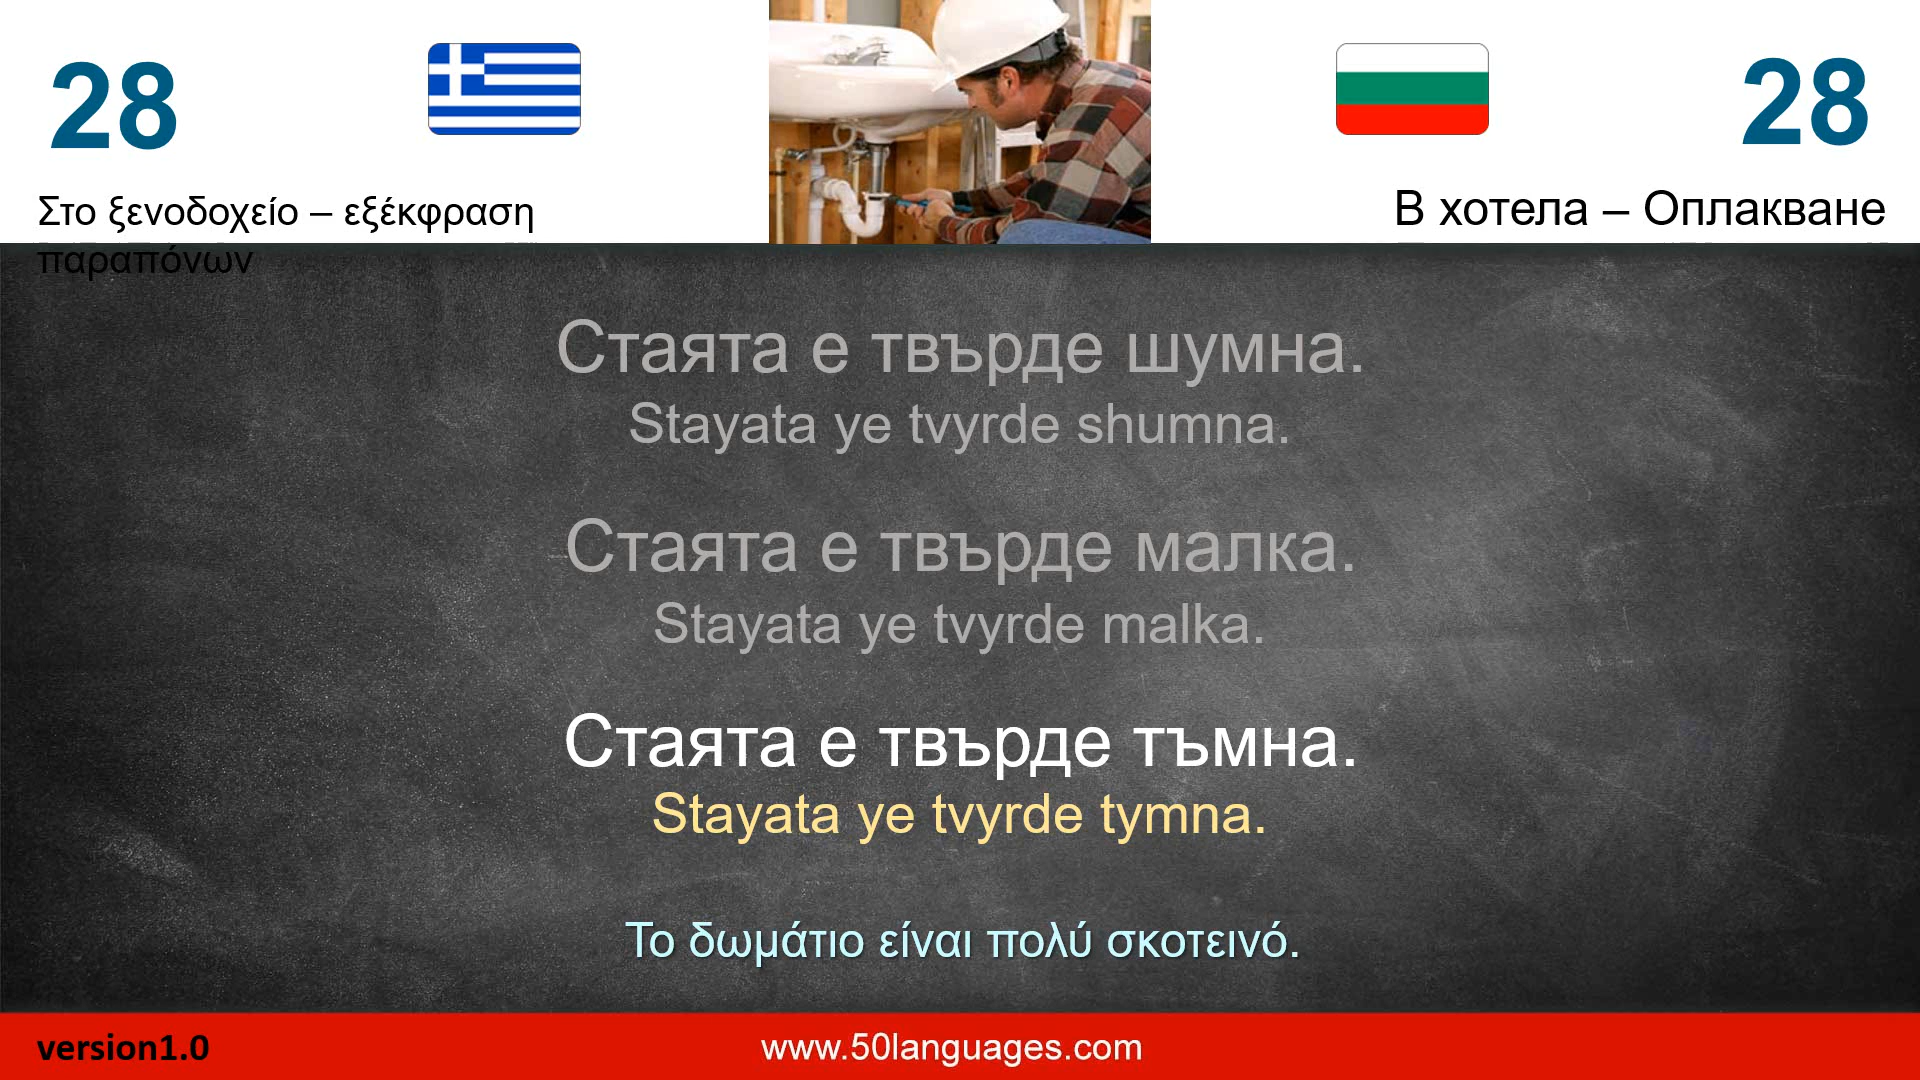 28
28
Στο ξενοδοχείο – εξέκφραση
παραπόνων
В хотела – Оплакване
Стаята е твърде шумна.
Stayata ye tvyrde shumna.
Стаята е твърде малка.
Stayata ye tvyrde malka.
Стаята е твърде тъмна.
Stayata ye tvyrde tymna.
Το δωμάτιο είναι πολύ σκοτεινό.
version1.0
www.50languages.com